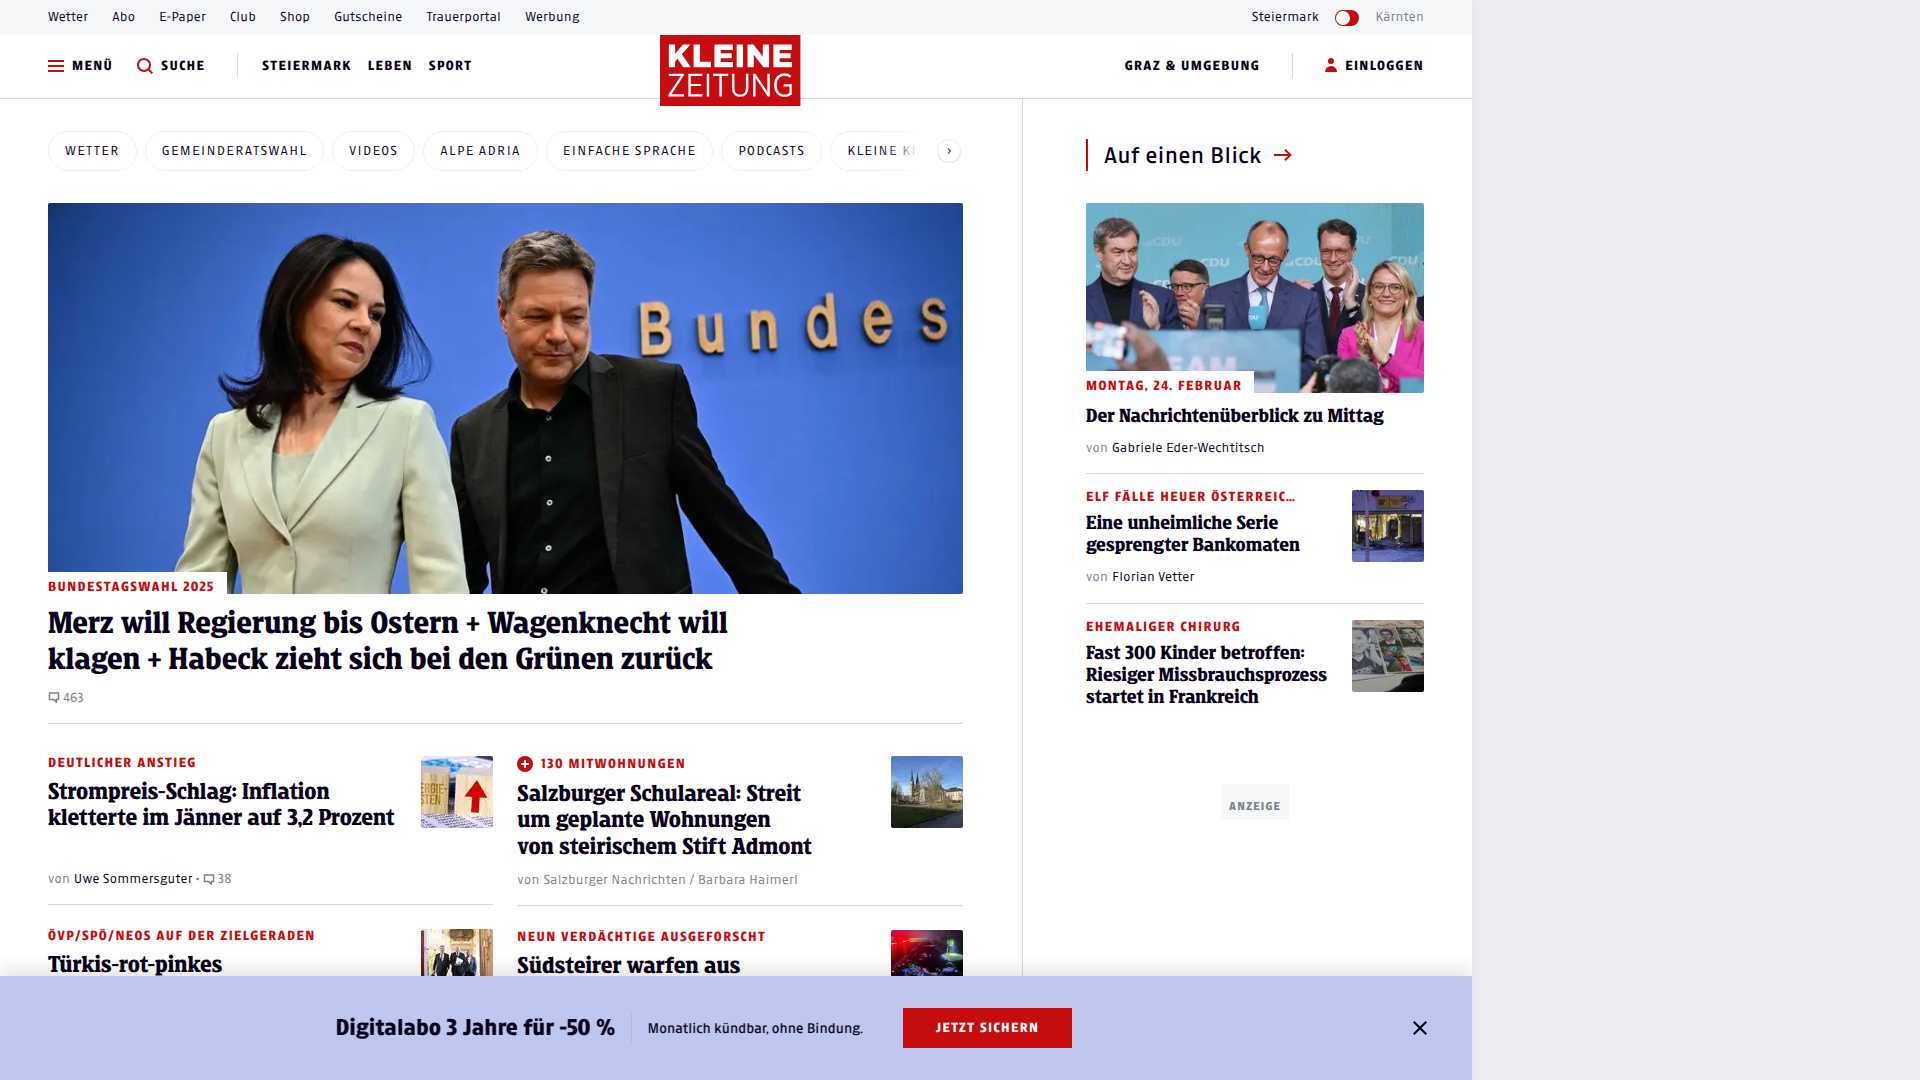 Wetter Abo E-Paper Club Shop Gutscheine Trauerportal Werbung Steiermark Kärnten
MENÜ SUCHE STEIERMARK LEBEN SPORT KLEINE ZEITUNG GRAZ & UMGEBUNG EINLOGGEN
WETTER GEMEINDERATSWAHL VIDEOS ALPE ADRIA EINFACHE SPRACHE PODCASTS KLEINE
Bundes
BUNDESTAGSWAHL 2025
Merz will Regierung bis Ostern + Wagenknecht will
klagen + Habeck zieht sich bei den Grünen zurück
463
DEUTLICHER ANSTIEG
Strompreis-Schlag: Inflation
kletterte im Jänner auf 3,2 Prozent
von Uwe Sommersguter • 38
130 MITWOHNUNGEN
Salzburger Schulareal: Streit
um geplante Wohnungen
von steirischem Stift Admont
von Salzburger Nachrichten / Barbara Haimerl
ÖVP/SPÖ/NEOS AUF DER ZIELGERADEN
Türkis-rot-pinkes
NEUN VERDÄCHTIGE AUSGEFORSCHT
Südsteirer warfen aus
Auf einen Blick
CDU
CDU
CDU
CDU
TEAM
MONTAG, 24. FEBRUAR
Der Nachrichtenüberblick zu Mittag
von Gabriele Eder-Wechtitsch
ELF FÄLLE HEUER ÖSTERREIC...
Eine unheimliche Serie
gesprengter Bankomaten
von Florian Vetter
EHEMALIGER CHIRURG
Fast 300 Kinder betroffen:
Riesiger Missbrauchsprozess
startet in Frankreich
ANZEIGE
Digitalabo 3 Jahre für -50 %
Monatlich kündbar, ohne Bindung.
JETZT SICHERN